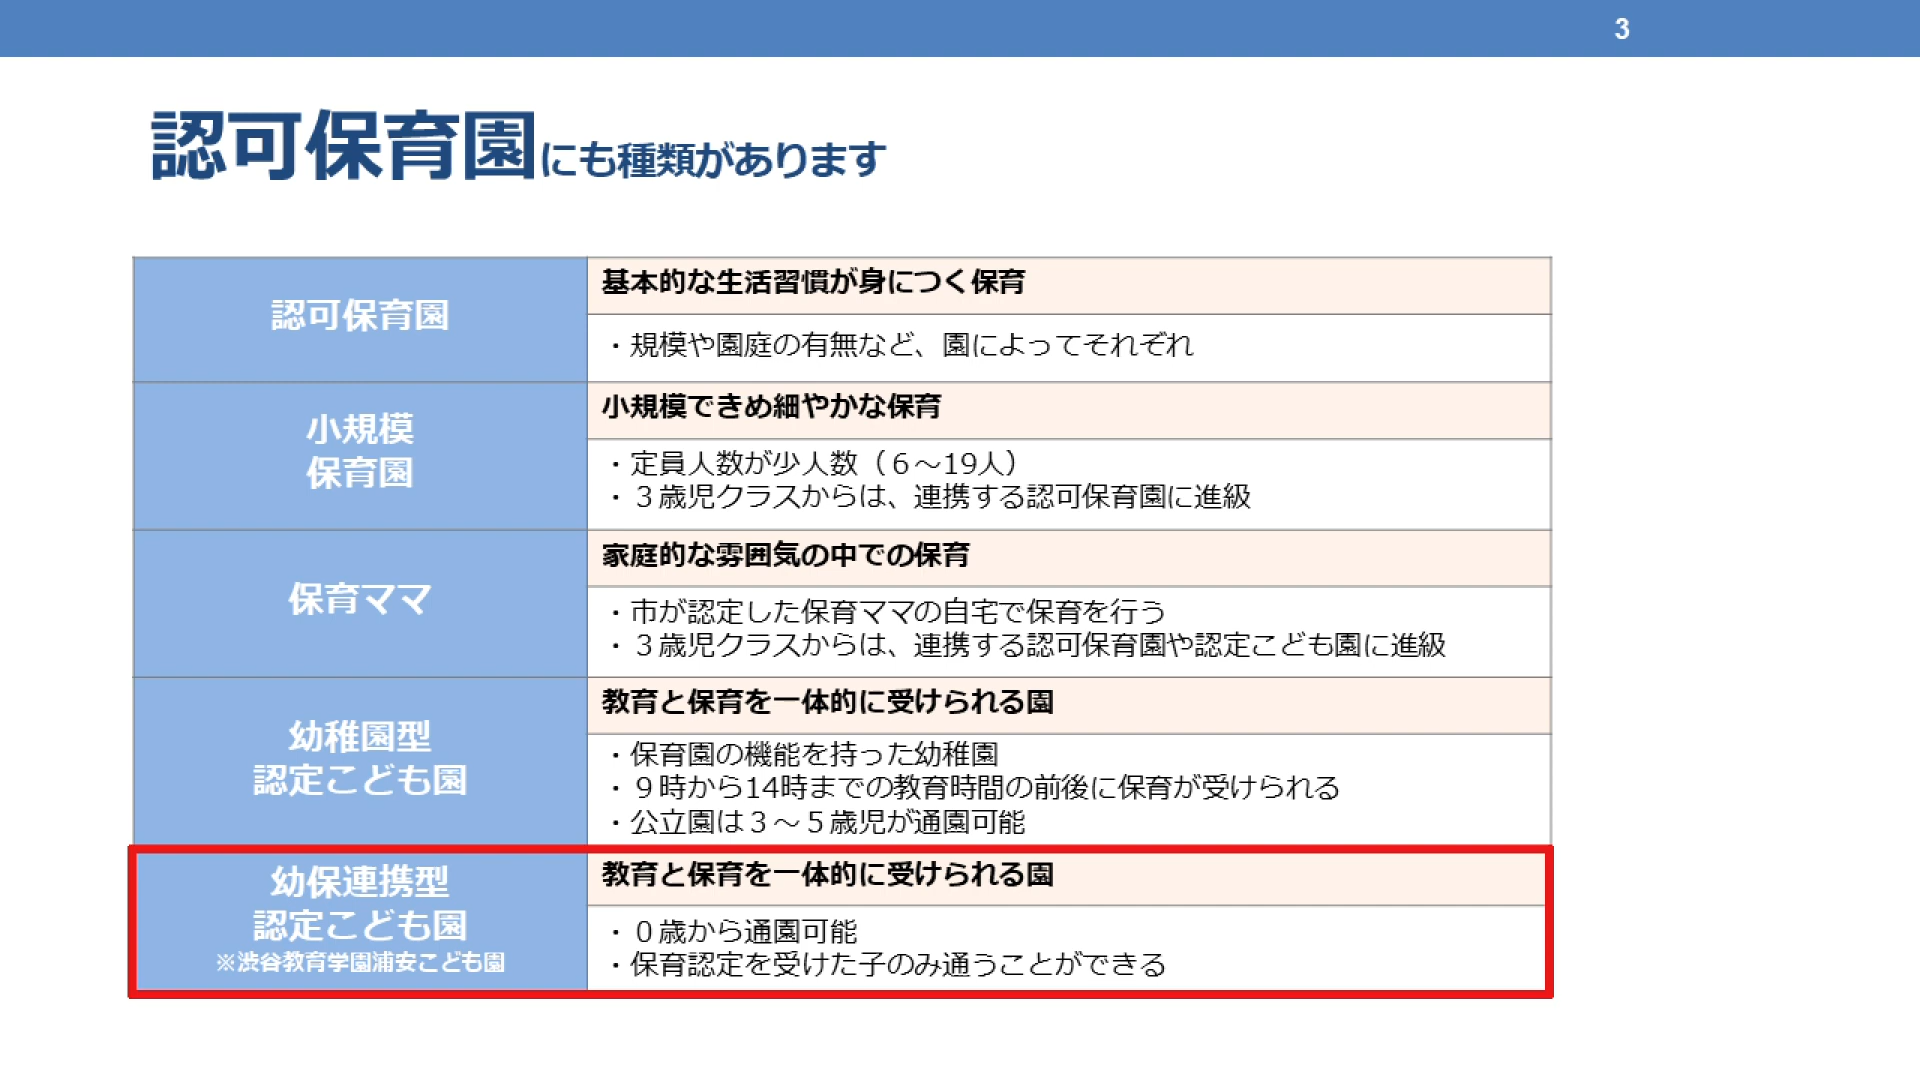 3
認可保育園にも種類があります
認可保育園
基本的な生活習慣が身につく保育
・規模や園庭の有無など、園によってそれぞれ
小規模
保育園
小規模できめ細やかな保育
・定員人数が少人数（６～19人）
・３歳児クラスからは、連携する認可保育園に進級
保育ママ
家庭的な雰囲気の中での保育
・市が認定した保育ママの自宅で保育を行う
・３歳児クラスからは、連携する認可保育園や認定こども園に進級
幼稚園型
認定こども園
教育と保育を一体的に受けられる園
・保育園の機能を持った幼稚園
・９時から14時までの教育時間の前後に保育が受けられる
・公立園は３～５歳児が通園可能
幼保連携型
認定こども園
※渋谷教育学園浦安こども園
教育と保育を一体的に受けられる園
・０歳から通園可能
・保育認定を受けた子のみ通うことができる